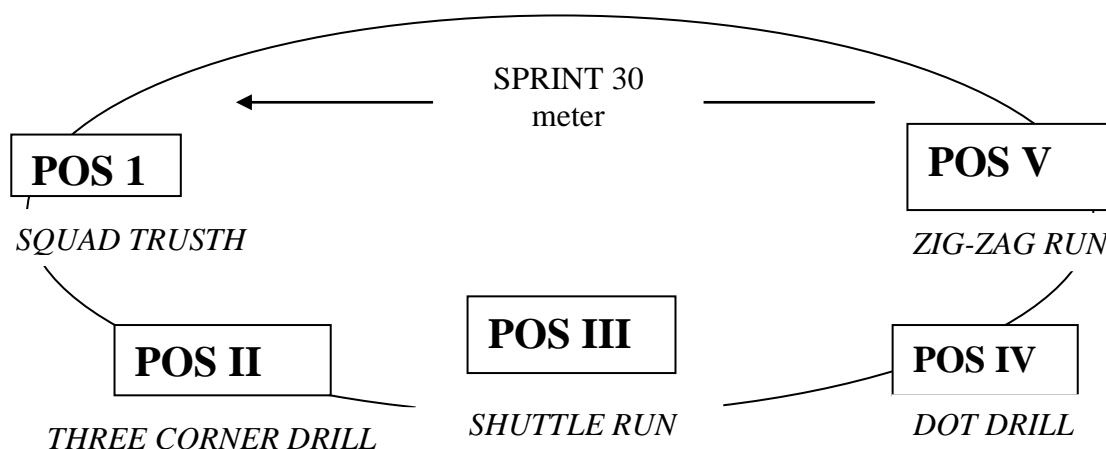 SPRINT 30
meter
POS 1
POS V
SQUAD TRUSTH
ZIG-ZAG RUN
POS II
POS III
POS IV
THREE CORNER DRILL
SHUTTLE RUN
DOT DRILL